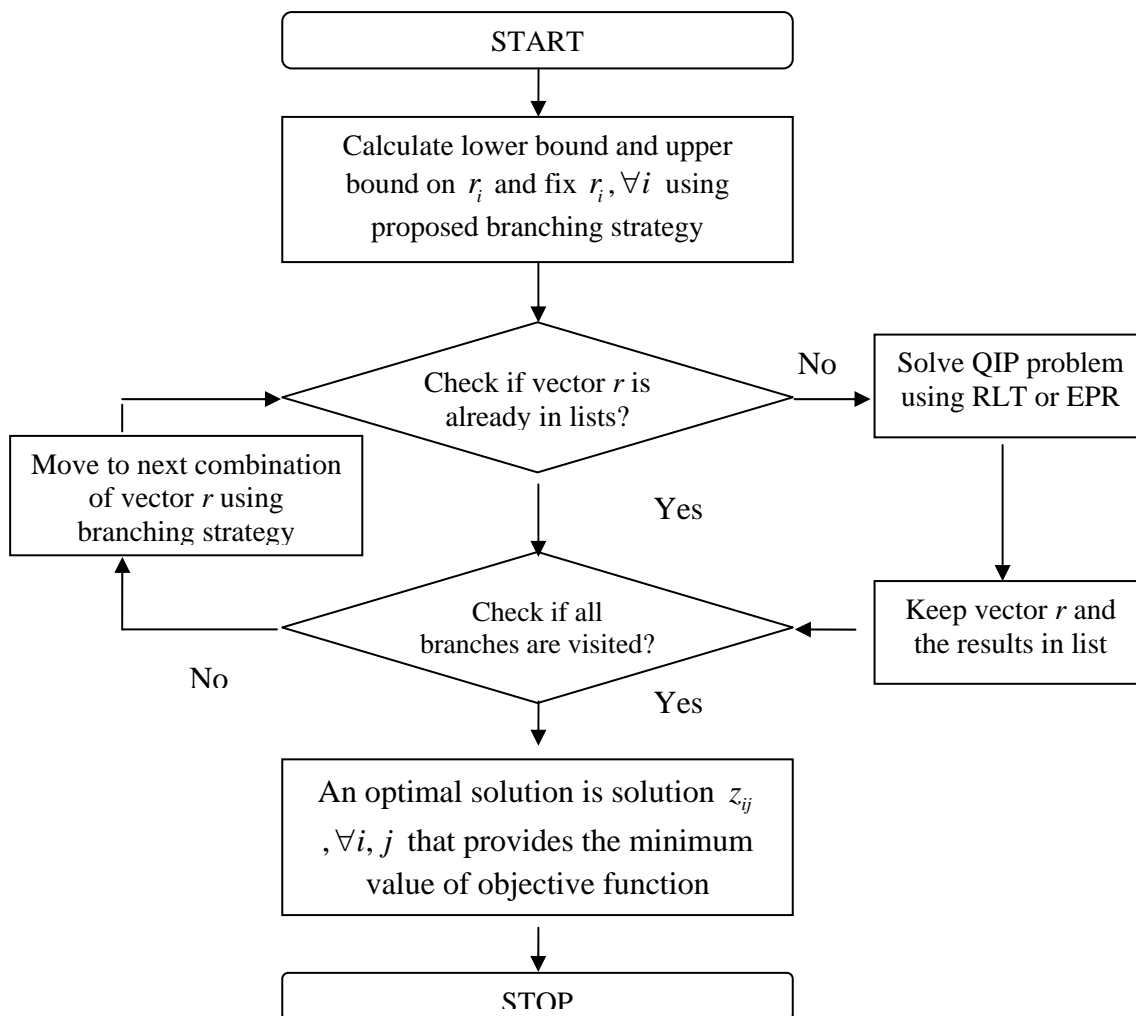 START
Calculate lower bound and upper
bound on r_i and fix r_i, ∀i using
proposed branching strategy
Check if vector r is
already in lists?
No
Solve QIP problem
using RLT or EPR
Move to next combination
of vector r using
branching strategy
Yes
Check if all
branches are visited?
Keep vector r and
the results in list
No
Yes
An optimal solution is solution z_{ij}
, ∀i, j that provides the minimum
value of objective function
STOP